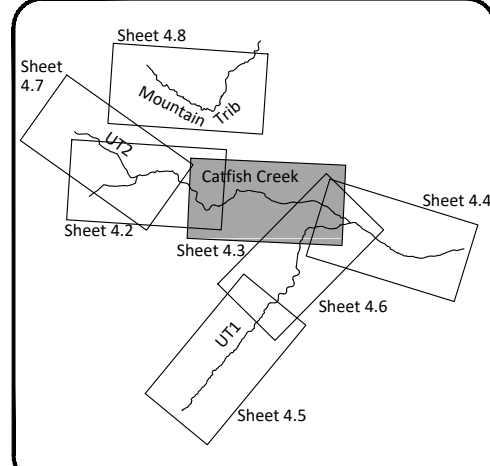 Sheet 4.8
Sheet
4.7
Mountain Trib
UT2
Catfish Creek
Sheet 4.4
Sheet 4.2
Sheet 4.3
Sheet 4.6
UT1
Sheet 4.5